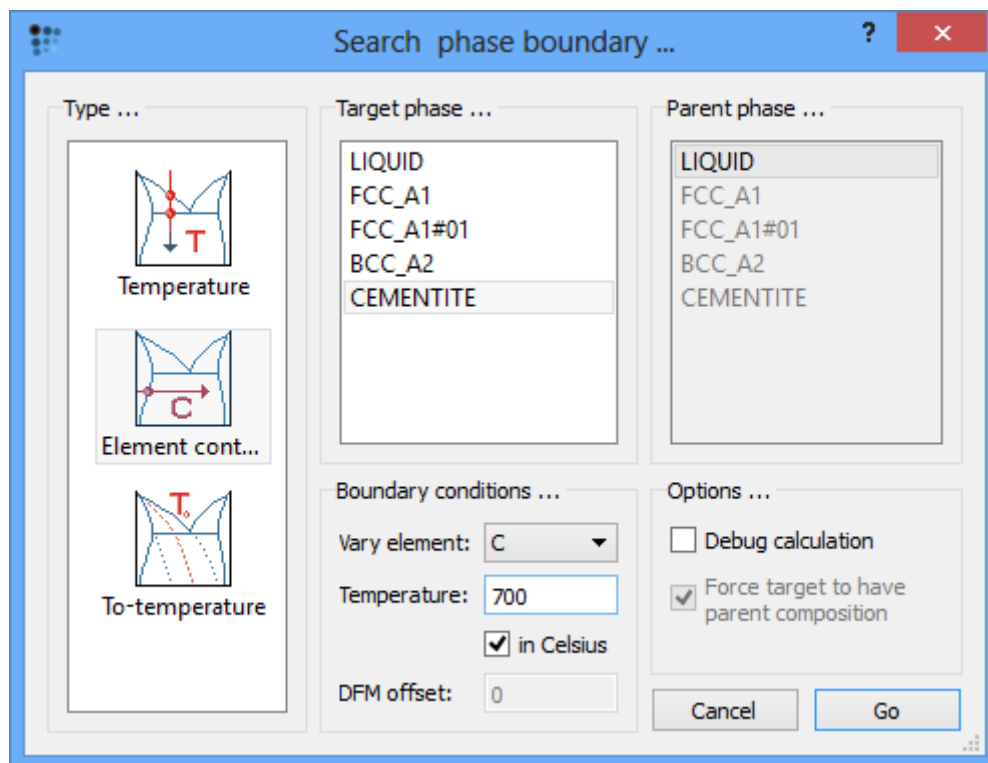 Search phase boundary ...
?
×
Type ...
T
Temperature
C
Element cont...
T₀
To-temperature
Target phase ...
LIQUID
FCC_A1
FCC_A1#01
BCC_A2
CEMENTITE
Parent phase ...
LIQUID
FCC_A1
FCC_A1#01
BCC_A2
CEMENTITE
Boundary conditions ...
Vary element: C
Temperature: 700
in Celsius
DFM offset: 0
Options ...
Debug calculation
Force target to have
parent composition
Cancel
Go